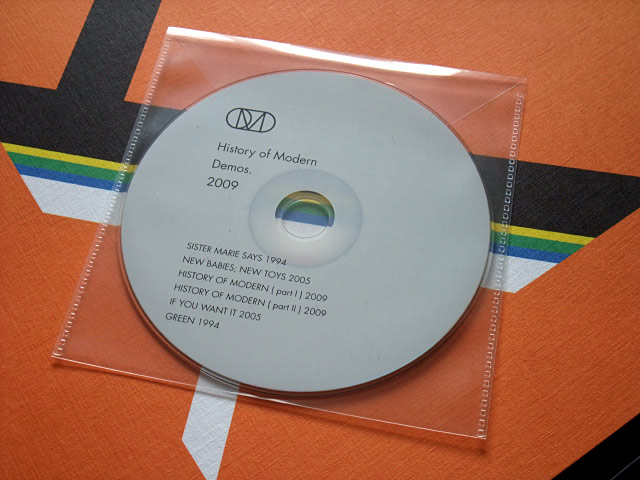 OMD
History of Modern
Demos.
2009
SISTER MARIE SAYS 1994
NEW BABIES; NEW TOYS 2005
HISTORY OF MODERN ( part I ) 2009
HISTORY OF MODERN ( part II ) 2009
IF YOU WANT IT 2005
GREEN 1994